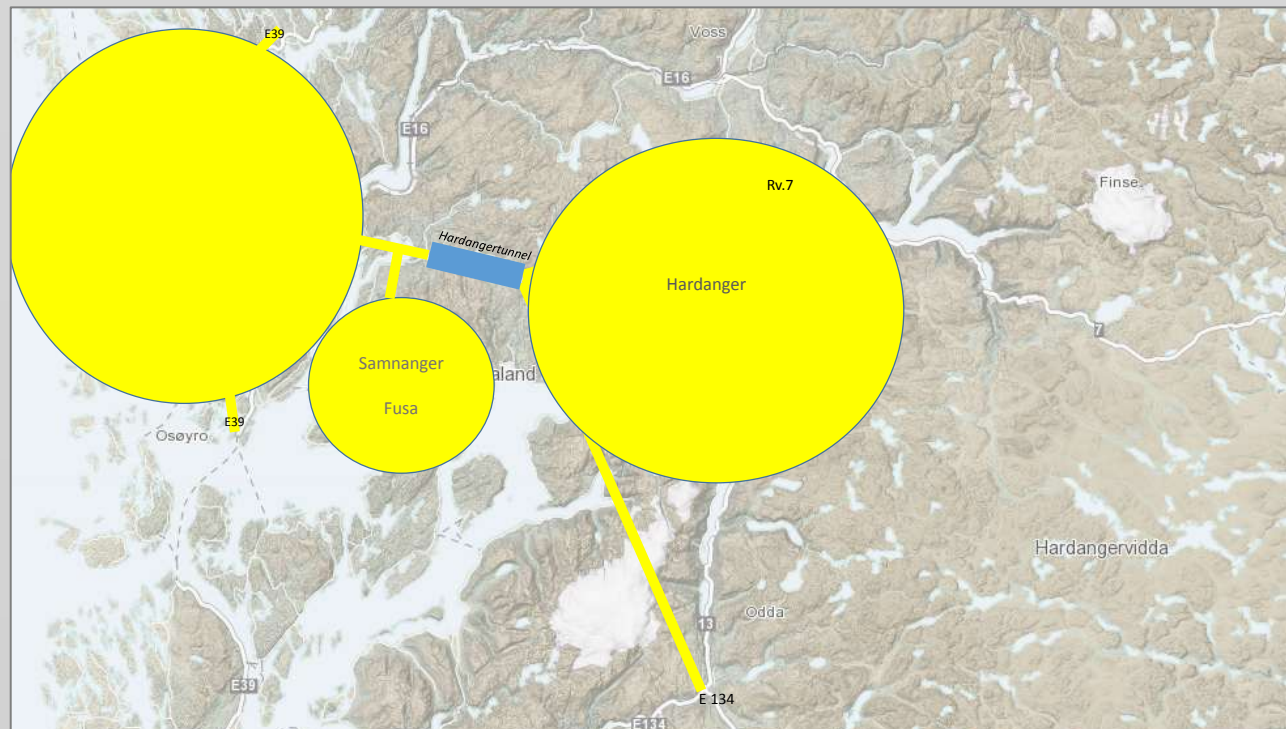 E39
Voss
E16
E16
Rv.7
Finse
Hardangertunnel
Hardanger
7
Samnanger
aland
Fusa
E39
Osøyro
Hardangervidda
Odda
13
E39
E 134
E134